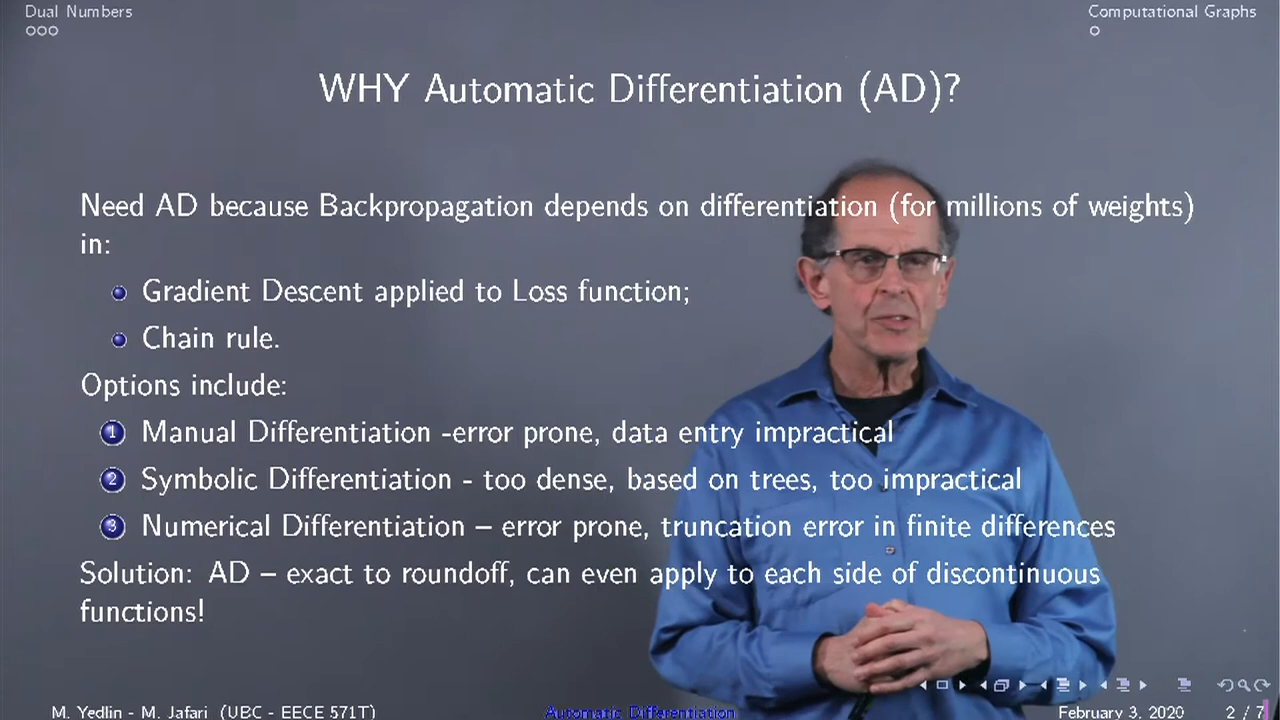 Dual Numbers
Computational Graphs
WHY Automatic Differentiation (AD)?
Need AD because Backpropagation depends on differentiation (for millions of weights)
in:
Gradient Descent applied to Loss function;
Chain rule.
Options include:
1 Manual Differentiation -error prone, data entry impractical
2 Symbolic Differentiation - too dense, based on trees, too impractical
3 Numerical Differentiation – error prone, truncation error in finite differences
Solution: AD – exact to roundoff, can even apply to each side of discontinuous
functions!
M. Yedlin - M. Jafari (UBC - EECE 571T)
Automatic Differentiation
February 3, 2020
2 / 7